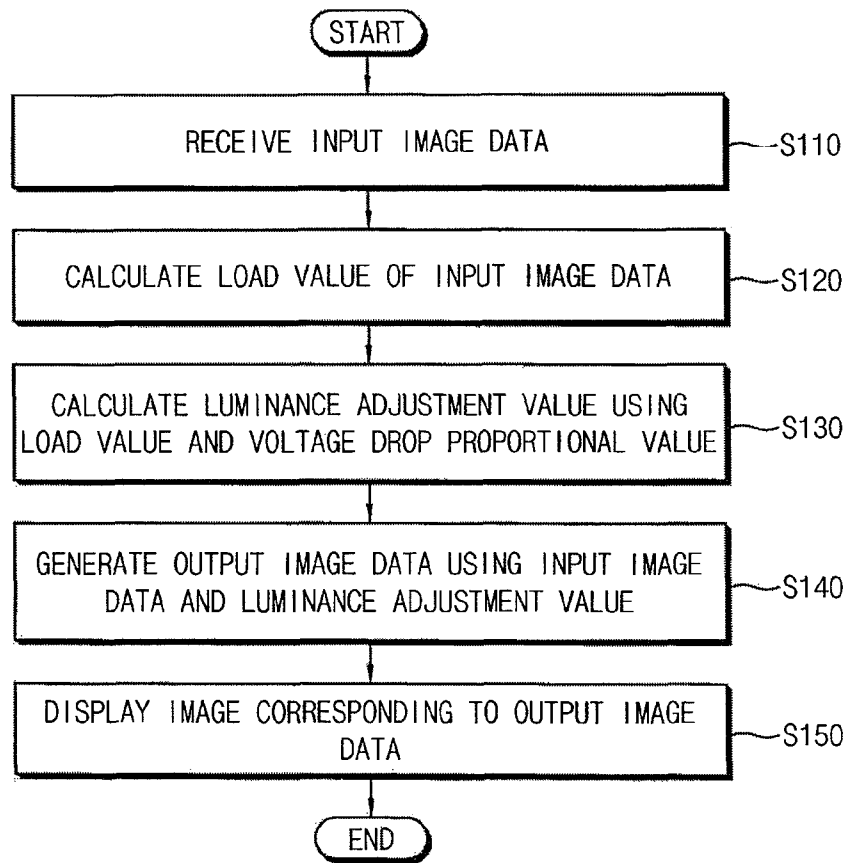 START
RECEIVE INPUT IMAGE DATA
S110
CALCULATE LOAD VALUE OF INPUT IMAGE DATA
S120
CALCULATE LUMINANCE ADJUSTMENT VALUE USING
LOAD VALUE AND VOLTAGE DROP PROPORTIONAL VALUE
S130
GENERATE OUTPUT IMAGE DATA USING INPUT IMAGE
DATA AND LUMINANCE ADJUSTMENT VALUE
S140
DISPLAY IMAGE CORRESPONDING TO OUTPUT IMAGE
DATA
S150
END